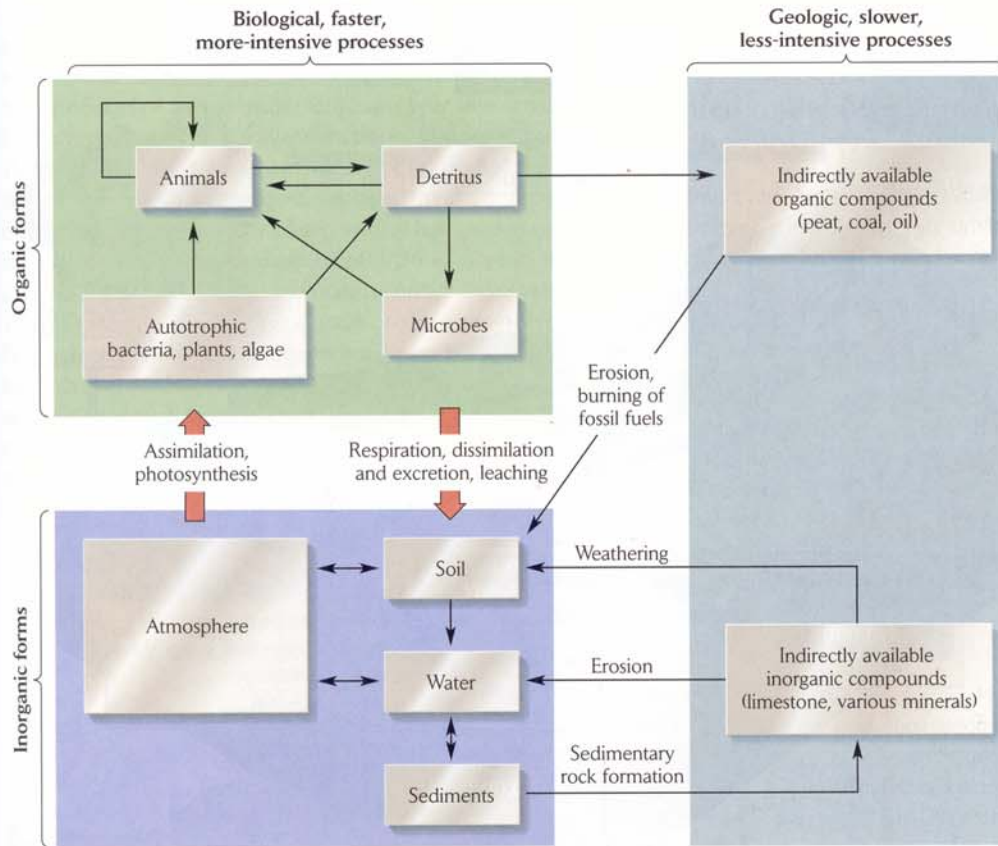 Biological, faster,
more-intensive processes
Geologic, slower,
less-intensive processes
Organic forms
Animals
Detritus
Indirectly available
organic compounds
(peat, coal, oil)
Autotrophic
bacteria, plants, algae
Microbes
Erosion,
burning of
fossil fuels
Assimilation,
photosynthesis
Respiration, dissimilation
and excretion, leaching
Inorganic forms
Atmosphere
Soil
Weathering
Water
Erosion
Indirectly available
inorganic compounds
(limestone, various minerals)
Sediments
Sedimentary
rock formation